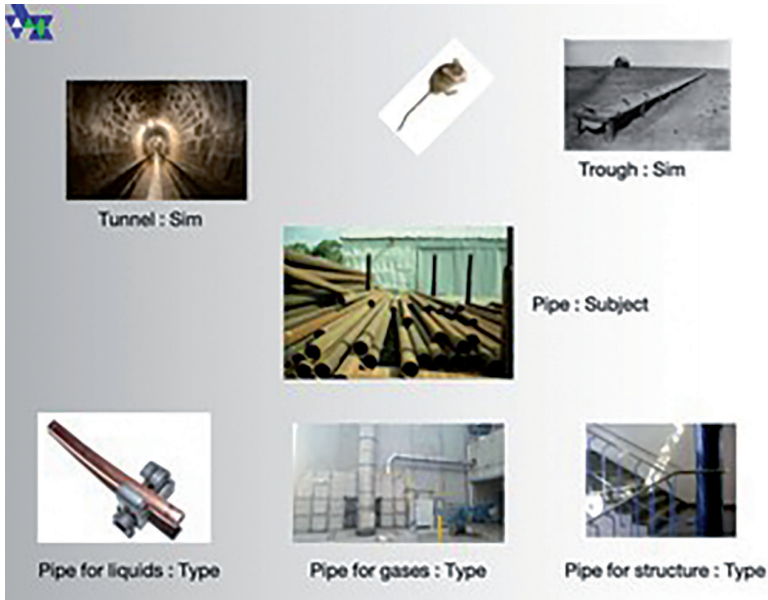 Trough : Sim
Tunnel : Sim
Pipe : Subject
Pipe for liquids : Type
Pipe for gases : Type
Pipe for structure : Type